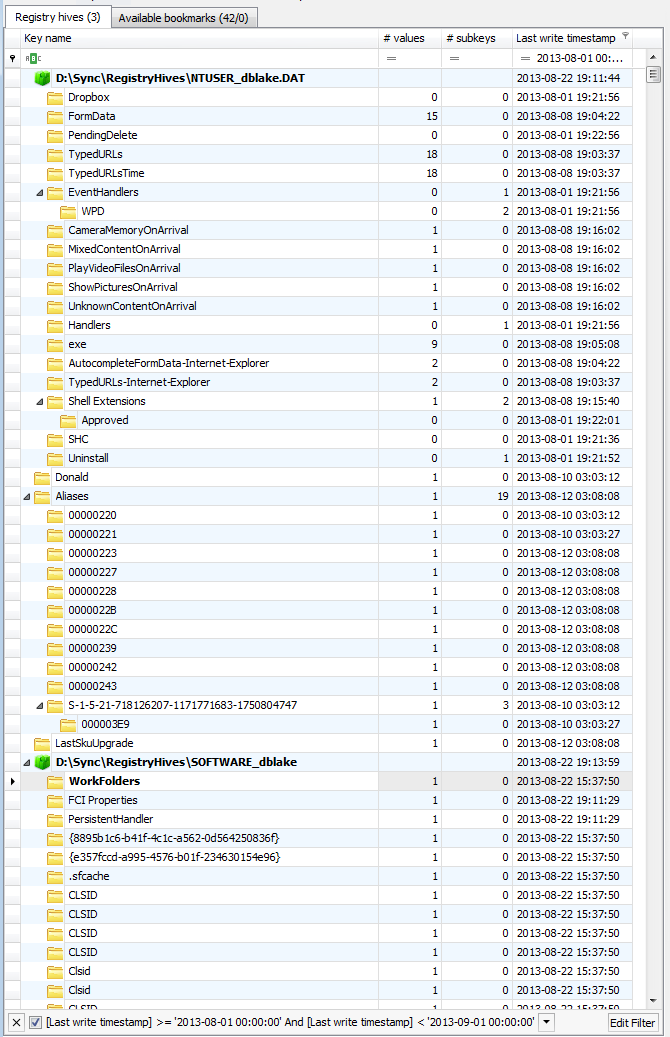 Registry hives (3) Available bookmarks (42/0)
Key name # values # subkeys Last write timestamp
ABC = = = 2013-08-01 00:...
D:\Sync\RegistryHives\NTUSER_dblake.DAT 2013-08-22 19:11:44
Dropbox 0 0 2013-08-01 19:21:56
FormData 15 0 2013-08-08 19:04:22
PendingDelete 0 0 2013-08-01 19:22:56
TypedURLs 18 0 2013-08-08 19:03:37
TypedURLsTime 18 0 2013-08-08 19:03:37
EventHandlers 0 1 2013-08-01 19:21:56
WPD 0 2 2013-08-01 19:21:56
CameraMemoryOnArrival 1 0 2013-08-08 19:16:02
MixedContentOnArrival 1 0 2013-08-08 19:16:02
PlayVideoFilesOnArrival 1 0 2013-08-08 19:16:02
ShowPicturesOnArrival 1 0 2013-08-08 19:16:02
UnknownContentOnArrival 1 0 2013-08-08 19:16:02
Handlers 0 1 2013-08-01 19:21:56
exe 9 0 2013-08-08 19:05:08
AutocompleteFormData-Internet-Explorer 2 0 2013-08-08 19:04:22
TypedURLs-Internet-Explorer 2 0 2013-08-08 19:03:37
Shell Extensions 1 2 2013-08-08 19:15:40
Approved 0 0 2013-08-01 19:22:01
SHC 0 0 2013-08-01 19:21:36
Uninstall 0 1 2013-08-01 19:21:52
Donald 1 0 2013-08-10 03:03:12
Aliases 1 19 2013-08-12 03:08:08
00000220 1 0 2013-08-10 03:03:12
00000221 1 0 2013-08-10 03:03:27
00000223 1 0 2013-08-12 03:08:08
00000227 1 0 2013-08-12 03:08:08
00000228 1 0 2013-08-12 03:08:08
0000022B 1 0 2013-08-12 03:08:08
0000022C 1 0 2013-08-12 03:08:08
00000239 1 0 2013-08-12 03:08:08
00000242 1 0 2013-08-12 03:08:08
00000243 1 0 2013-08-12 03:08:08
S-1-5-21-718126207-1171771683-1750804747 1 3 2013-08-10 03:03:12
000003E9 1 0 2013-08-10 03:03:27
LastSkuUpgrade 1 0 2013-08-12 03:08:08
D:\Sync\RegistryHives\SOFTWARE_dblake 2013-08-22 19:13:59
WorkFolders 1 0 2013-08-22 15:37:50
FCI Properties 1 0 2013-08-22 19:11:29
PersistentHandler 1 0 2013-08-22 19:11:29
{8895b1c6-b41f-4c1c-a562-0d564250836f} 1 0 2013-08-22 15:37:50
{e357fccd-a995-4576-b01f-234630154e96} 1 0 2013-08-22 15:37:50
.sfcache 1 0 2013-08-22 15:37:50
CLSID 1 0 2013-08-22 15:37:50
CLSID 1 0 2013-08-22 15:37:50
CLSID 1 0 2013-08-22 15:37:50
CLSID 1 0 2013-08-22 15:37:50
Clsid 1 0 2013-08-22 15:37:50
Clsid 1 0 2013-08-22 15:37:50
CLSID 1 0 2013-08-22 15:37:50
[Last write timestamp] >= '2013-08-01 00:00:00' And [Last write timestamp] < '2013-09-01 00:00:00' Edit Filter